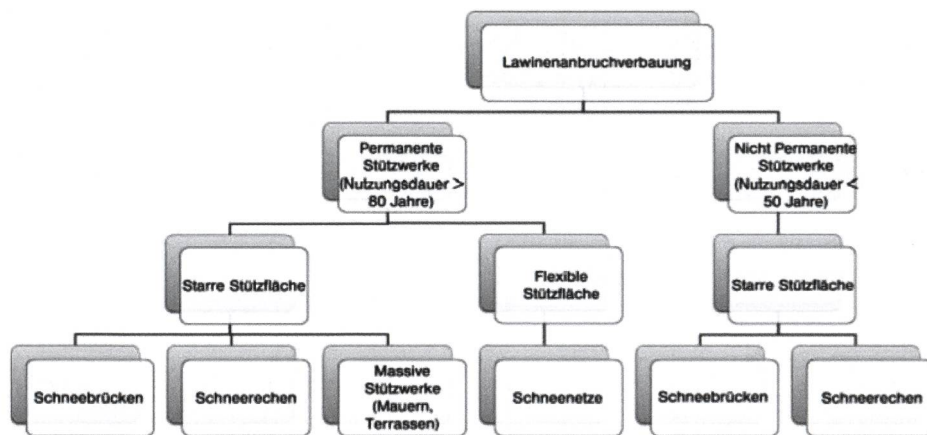 Lawinenanbruchverbauung
Permanente
Stützwerke
(Nutzungsdauer >
80 Jahre)
Nicht Permanente
Stützwerke
(Nutzungsdauer <
50 Jahre)
Starre Stützfläche
Flexible
Stützfläche
Starre Stützfläche
Schneebrücken
Schneerechen
Massive
Stützwerke
(Mauern,
Terrassen)
Schneenetze
Schneebrücken
Schneerechen